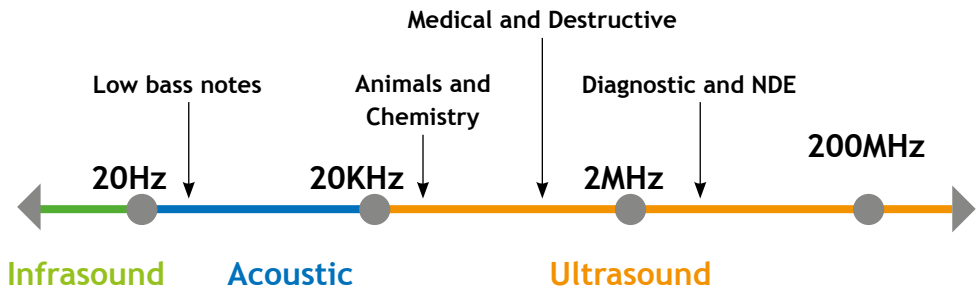 Medical and Destructive
Low bass notes
Animals and
Chemistry
Diagnostic and NDE
20Hz
20KHz
2MHz
200MHz
Infrasound
Acoustic
Ultrasound